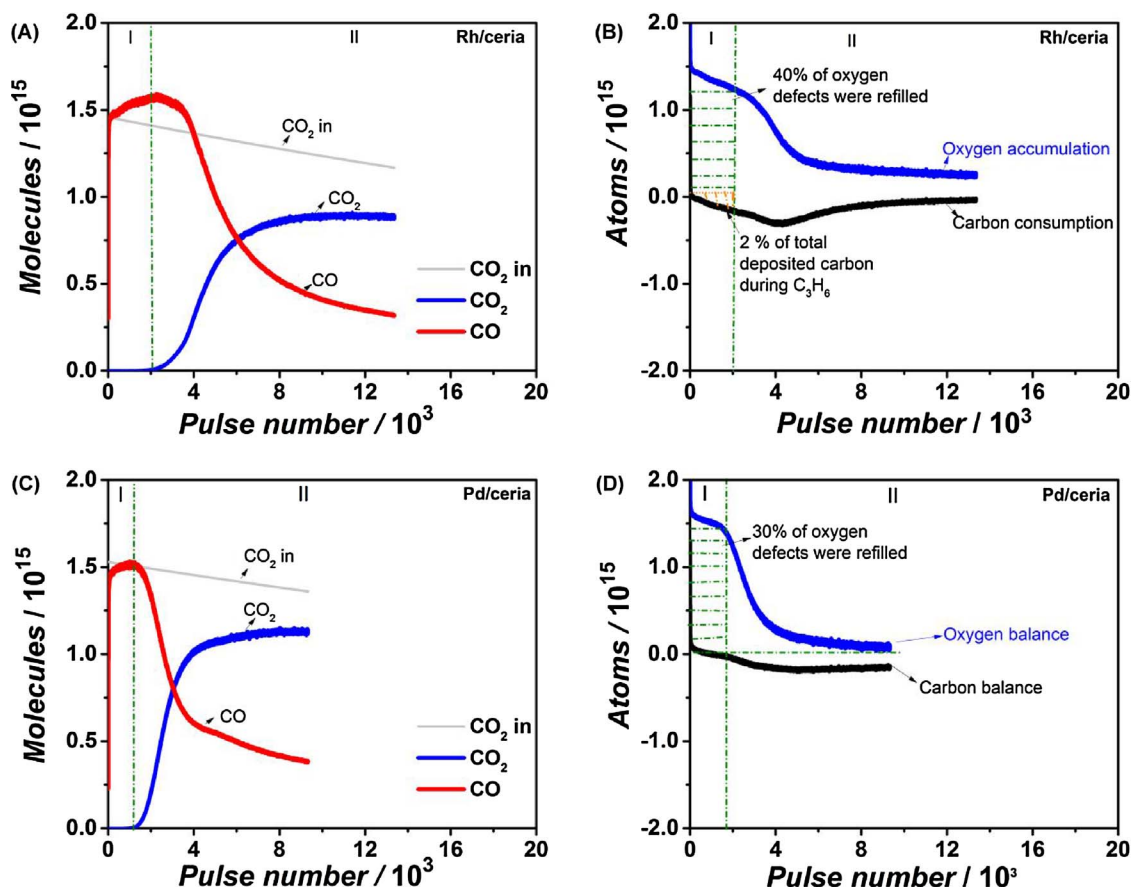 (A)
I
II
Rh/ceria
CO2 in
CO2
CO
CO2 in
CO2
CO
2.0
1.5
1.0
0.5
0.0
0
4
8
12
16
20
Molecules / 10^15
Pulse number / 10^3
(B)
I
II
Rh/ceria
40% of oxygen
defects were refilled
Oxygen accumulation
Carbon consumption
2 % of total
deposited carbon
during C3H6
2.0
1.0
0.0
-1.0
-2.0
0
4
8
12
16
20
Atoms / 10^15
Pulse number / 10^3
(C)
I
II
Pd/ceria
CO2 in
CO2
CO
CO2 in
CO2
CO
2.0
1.5
1.0
0.5
0.0
0
4
8
12
16
20
Molecules / 10^15
Pulse number / 10^3
(D)
I
II
Pd/ceria
30% of oxygen
defects were refilled
Oxygen balance
Carbon balance
2.0
1.0
0.0
-1.0
-2.0
0
4
8
12
16
20
Atoms / 10^15
Pulse number / 10³